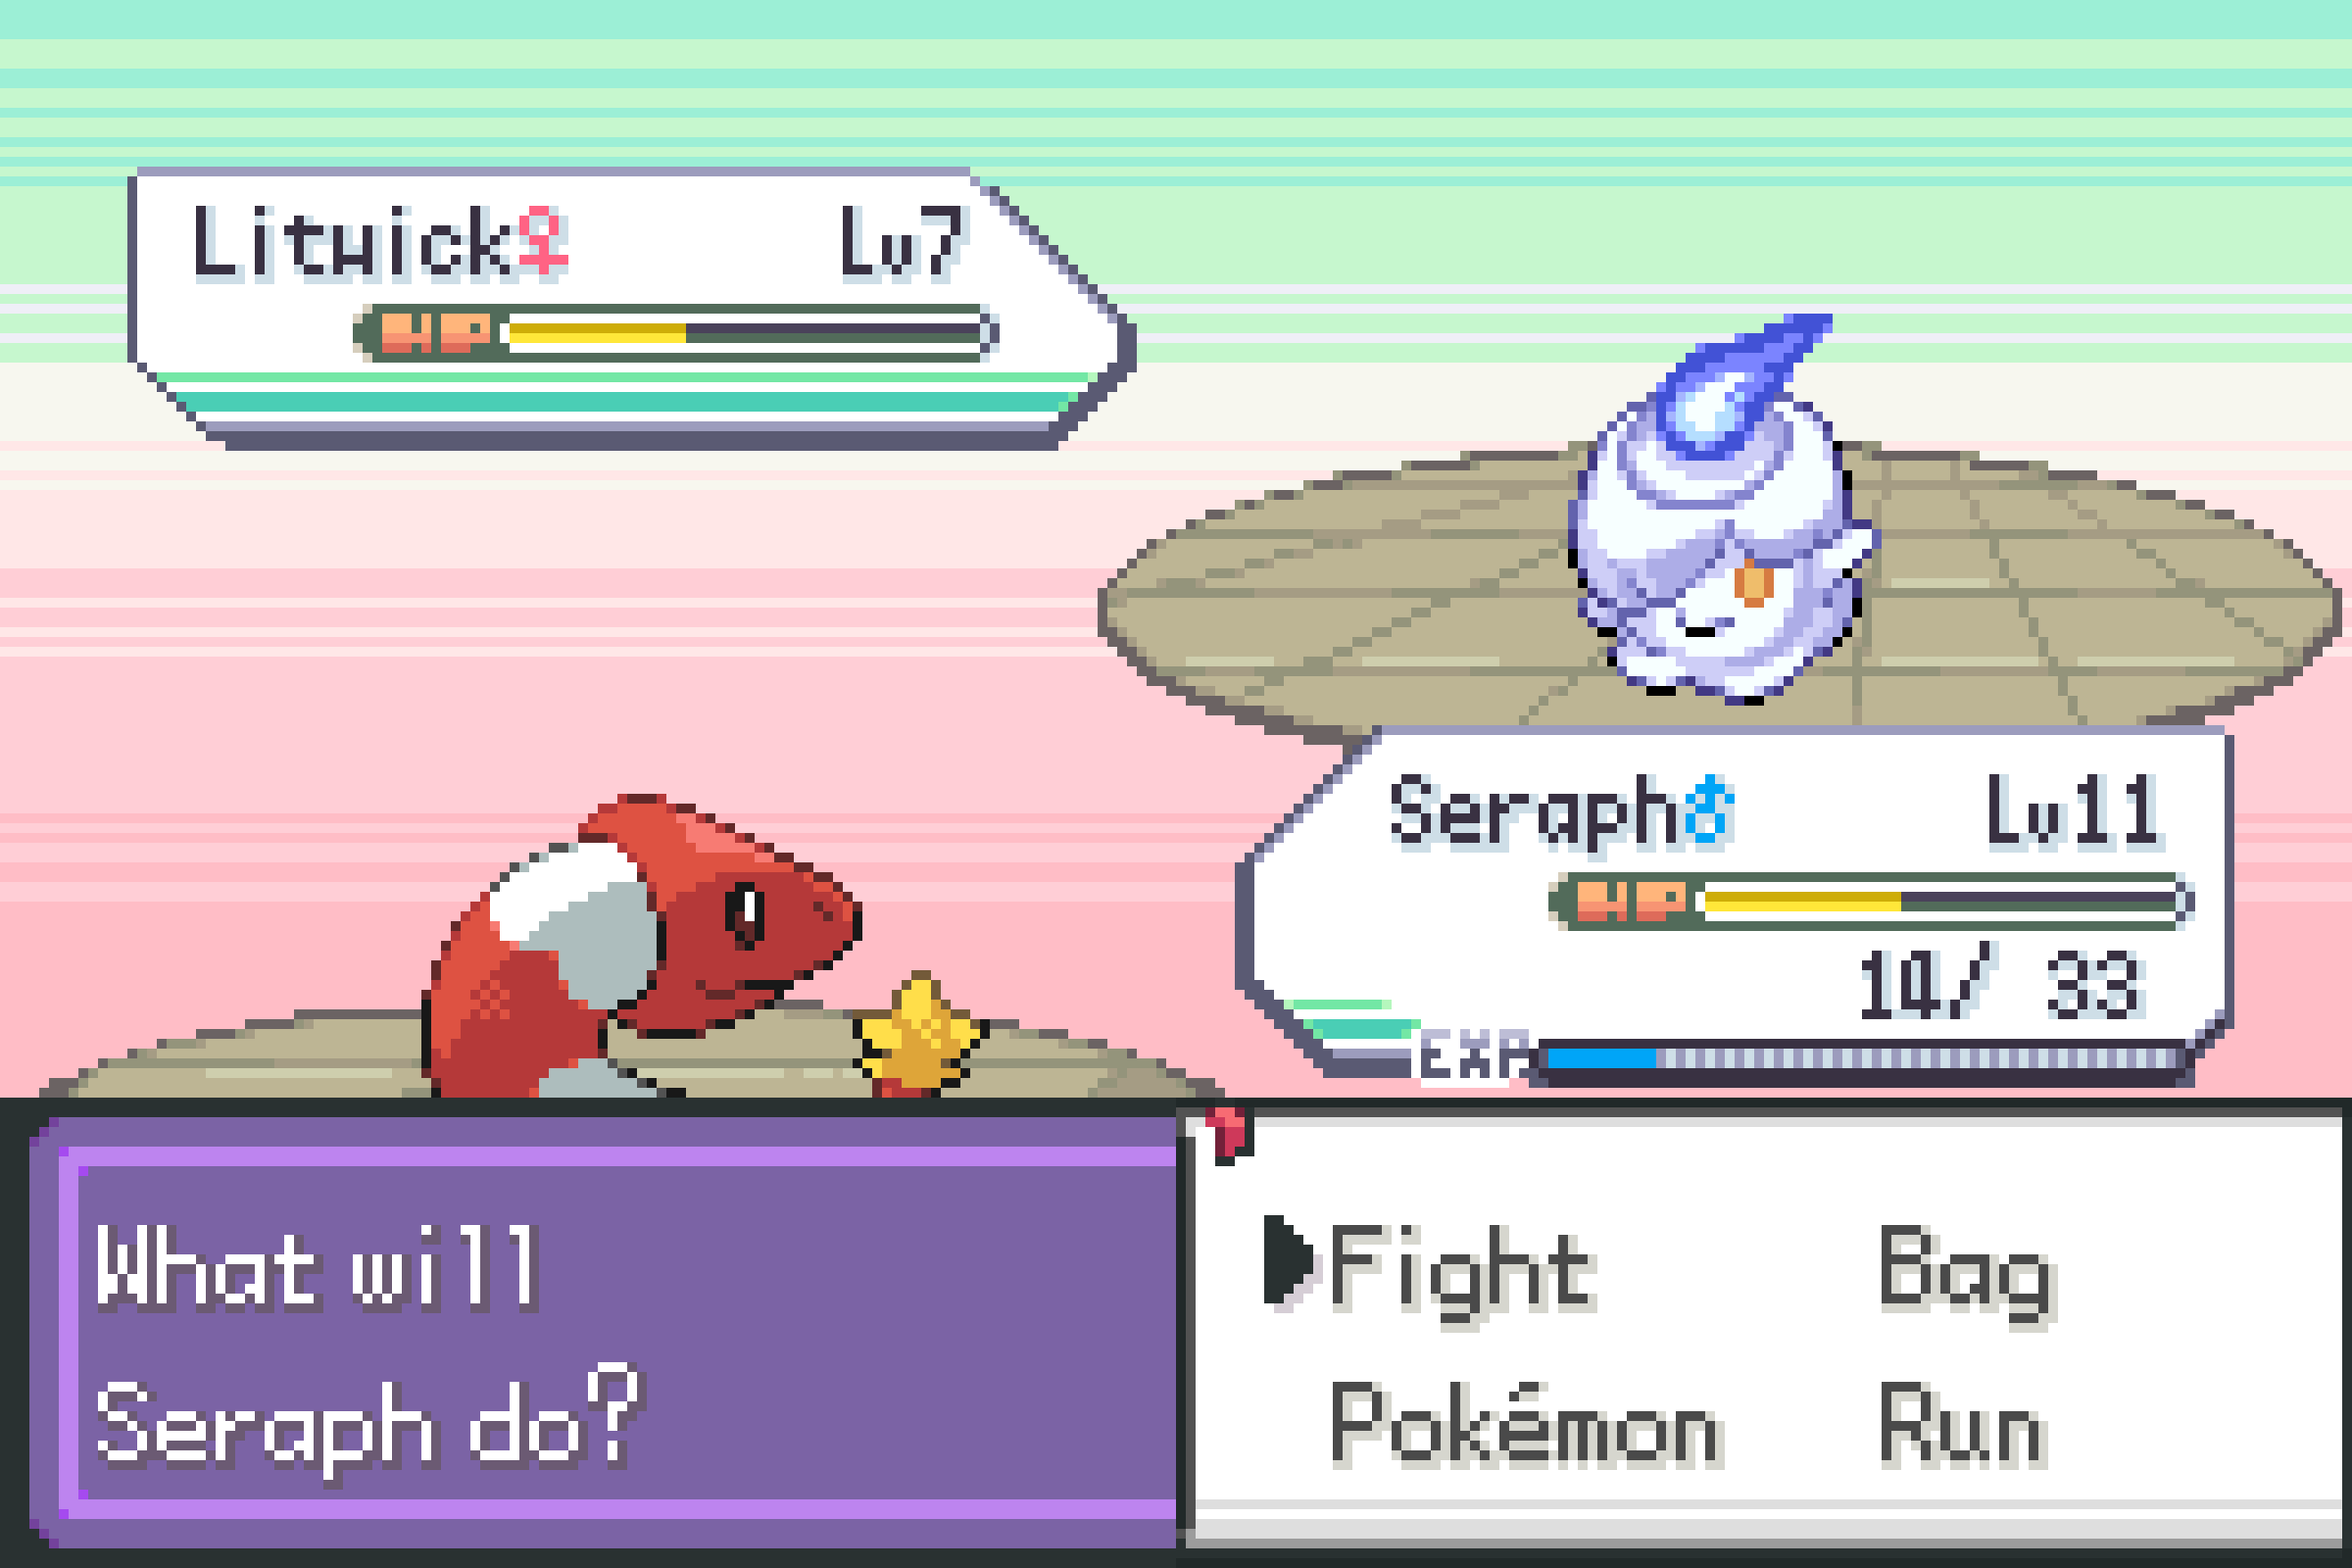 Litwick♀ Lv7
HP
Seraph♂ Lv11
HP
14/ 33
EXP
What will
Seraph do?
Fight Bag
Pokémon Run